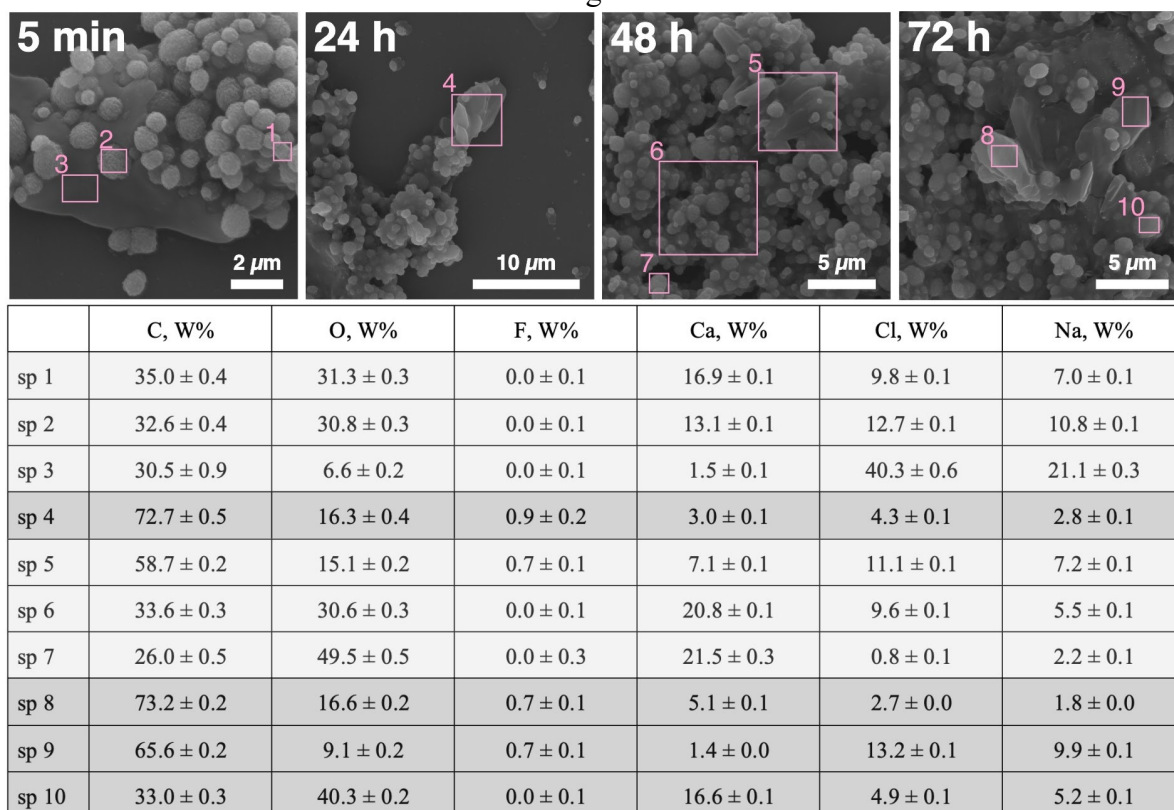 g
5 min 24 h 48 h 72 h
1
2
3
4
5
6
7
8
9
10
2 µm 10 µm 5 µm 5 µm
C, W% O, W% F, W% Ca, W% Cl, W% Na, W%
sp 1 35.0 ± 0.4 31.3 ± 0.3 0.0 ± 0.1 16.9 ± 0.1 9.8 ± 0.1 7.0 ± 0.1
sp 2 32.6 ± 0.4 30.8 ± 0.3 0.0 ± 0.1 13.1 ± 0.1 12.7 ± 0.1 10.8 ± 0.1
sp 3 30.5 ± 0.9 6.6 ± 0.2 0.0 ± 0.1 1.5 ± 0.1 40.3 ± 0.6 21.1 ± 0.3
sp 4 72.7 ± 0.5 16.3 ± 0.4 0.9 ± 0.2 3.0 ± 0.1 4.3 ± 0.1 2.8 ± 0.1
sp 5 58.7 ± 0.2 15.1 ± 0.2 0.7 ± 0.1 7.1 ± 0.1 11.1 ± 0.1 7.2 ± 0.1
sp 6 33.6 ± 0.3 30.6 ± 0.3 0.0 ± 0.1 20.8 ± 0.1 9.6 ± 0.1 5.5 ± 0.1
sp 7 26.0 ± 0.5 49.5 ± 0.5 0.0 ± 0.3 21.5 ± 0.3 0.8 ± 0.1 2.2 ± 0.1
sp 8 73.2 ± 0.2 16.6 ± 0.2 0.7 ± 0.1 5.1 ± 0.1 2.7 ± 0.0 1.8 ± 0.0
sp 9 65.6 ± 0.2 9.1 ± 0.2 0.7 ± 0.1 1.4 ± 0.0 13.2 ± 0.1 9.9 ± 0.1
sp 10 33.0 ± 0.3 40.3 ± 0.2 0.0 ± 0.1 16.6 ± 0.1 4.9 ± 0.1 5.2 ± 0.1